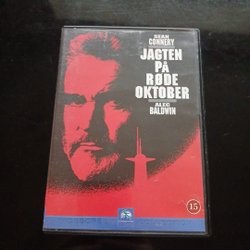 SEAN
CONNERY
JAGTEN
PÅ
RØDE
OKTOBER
ALEC
BALDWIN
15